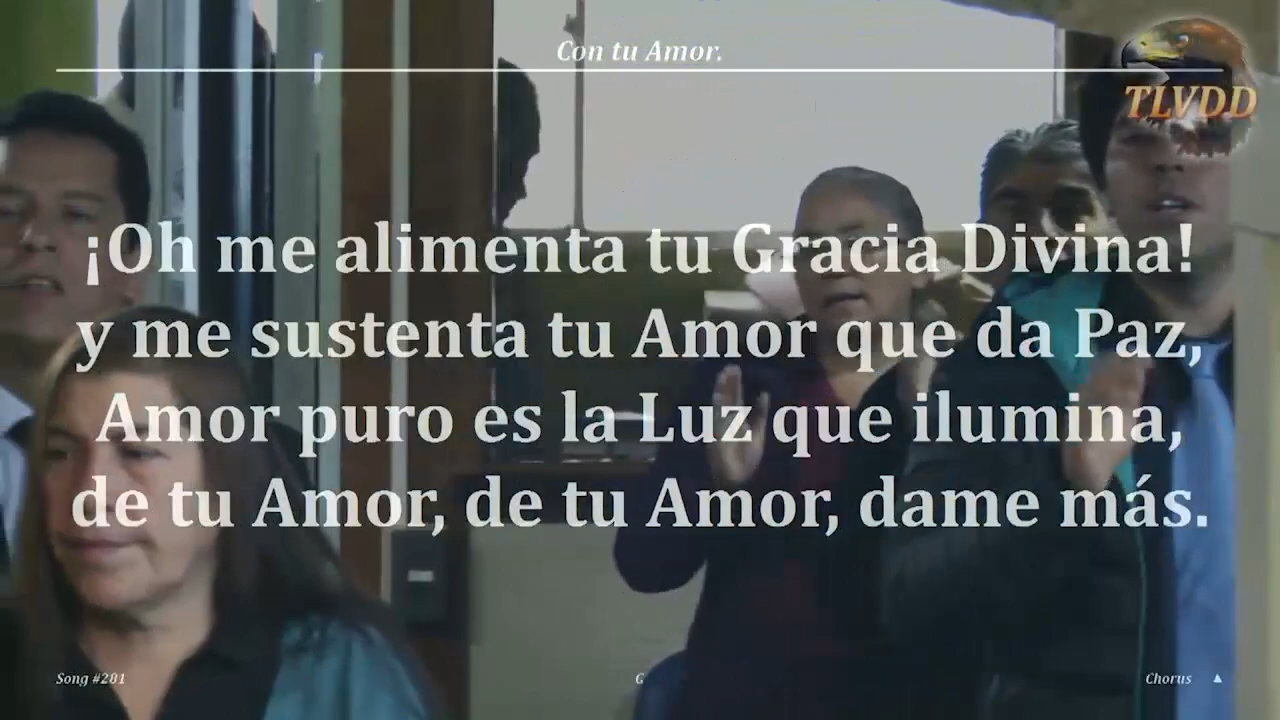 Con tu Amor.
TLVDD
¡Oh me alimenta tu Gracia Divina!
y me sustenta tu Amor que da Paz,
Amor puro es la Luz que ilumina,
de tu Amor, de tu Amor, dame más.
Song #281
G
Chorus ▲